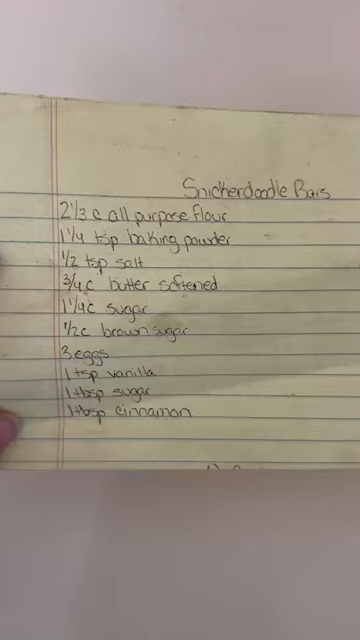 Snickerdoodle Bars
2 1/3 c all purpose flour
1 1/4 tsp baking powder
1/2 tsp salt
3/4 c butter softened
1 1/4 c sugar
1/2 c brown sugar
3 eggs
1 tsp vanilla
1 tbsp sugar
1 tbsp cinnamon